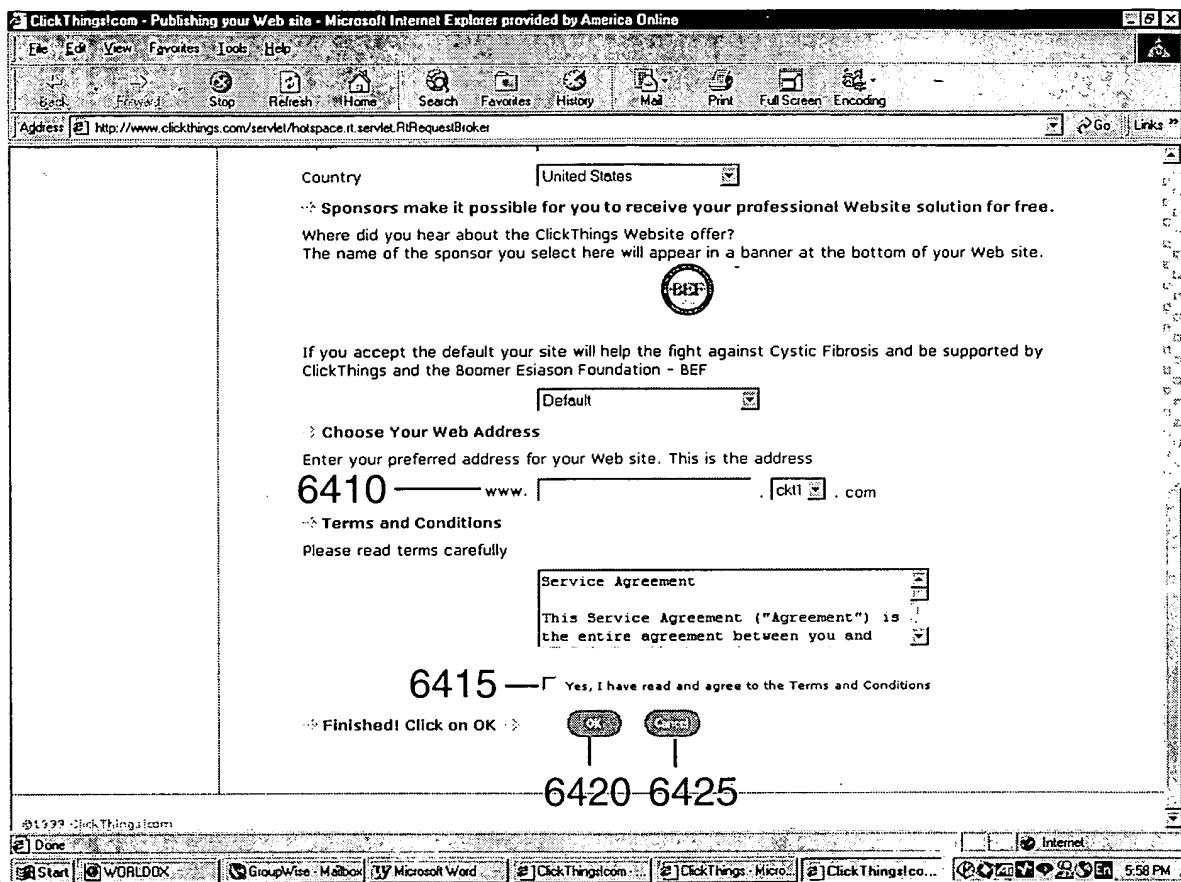 ClickThings!com - Publishing your Web site - Microsoft Internet Explorer provided by America Online
File Edit View Favorites Tools Help
Back Forward Stop Refresh Home Search Favorites History Mail Print Full Screen Encoding
Address http://www.clickthings.com/servlet/hotspace.rt.servlet.RtRequestBroker Go Links »
Country United States
Sponsors make it possible for you to receive your professional Website solution for free.
Where did you hear about the ClickThings Website offer?
The name of the sponsor you select here will appear in a banner at the bottom of your Web site.
BEF
If you accept the default your site will help the fight against Cystic Fibrosis and be supported by
ClickThings and the Boomer Esiason Foundation - BEF
Default
Choose Your Web Address
Enter your preferred address for your Web site. This is the address
6410 www. . ckt1 . com
Terms and Conditions
Please read terms carefully
Service Agreement
This Service Agreement ("Agreement") is
the entire agreement between you and
6415 Yes, I have read and agree to the Terms and Conditions
Finished! Click on OK OK Cancel
6420 6425
©1999 ClickThings!com
Done Internet
Start WORLDOX GroupWise - Mailbox Microsoft Word ClickThings!com - ... ClickThings - Micro... ClickThings!co... En 5:58 PM